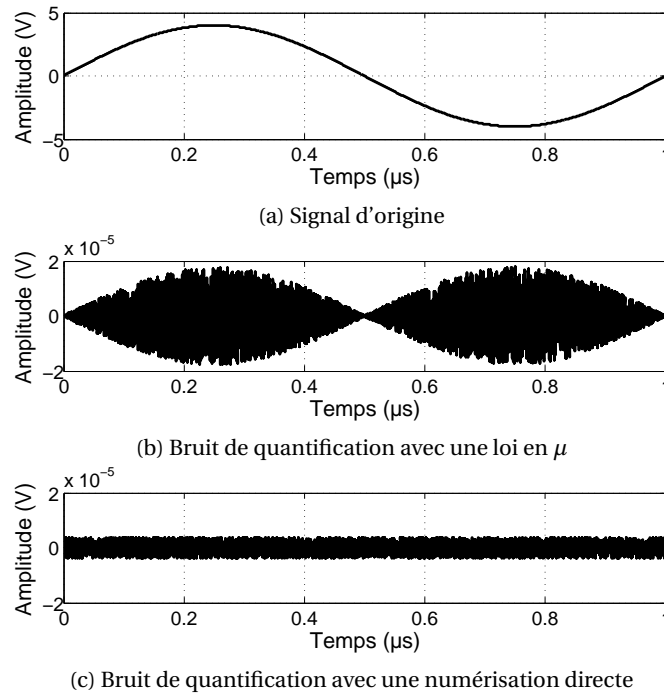 5
0
−5
Amplitude (V)
0 0.2 0.4 0.6 0.8 1
Temps (µs)
(a) Signal d'origine
x 10⁻⁵
2
0
−2
Amplitude (V)
0 0.2 0.4 0.6 0.8 1
Temps (µs)
(b) Bruit de quantification avec une loi en µ
x 10⁻⁵
2
0
−2
Amplitude (V)
0 0.2 0.4 0.6 0.8 1
Temps (µs)
(c) Bruit de quantification avec une numérisation directe